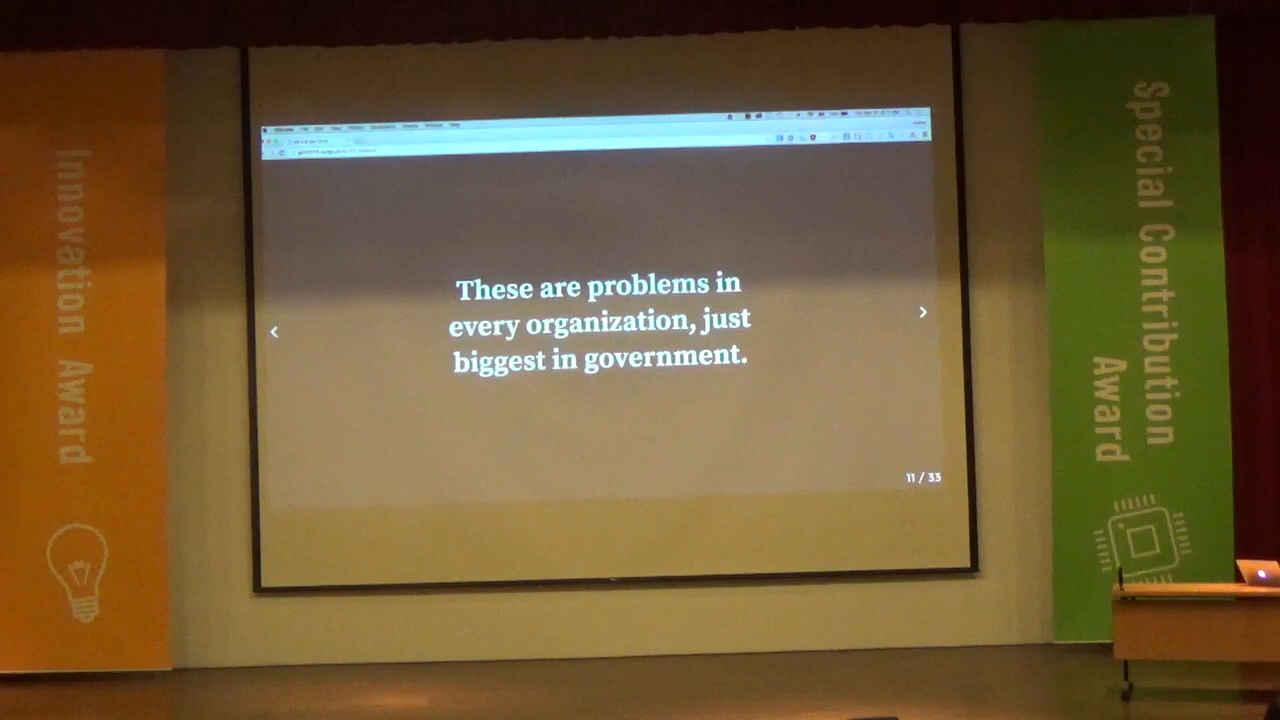 Innovation Award
These are problems in
every organization, just
biggest in government.
<
>
11 / 33
Special Contribution
Award